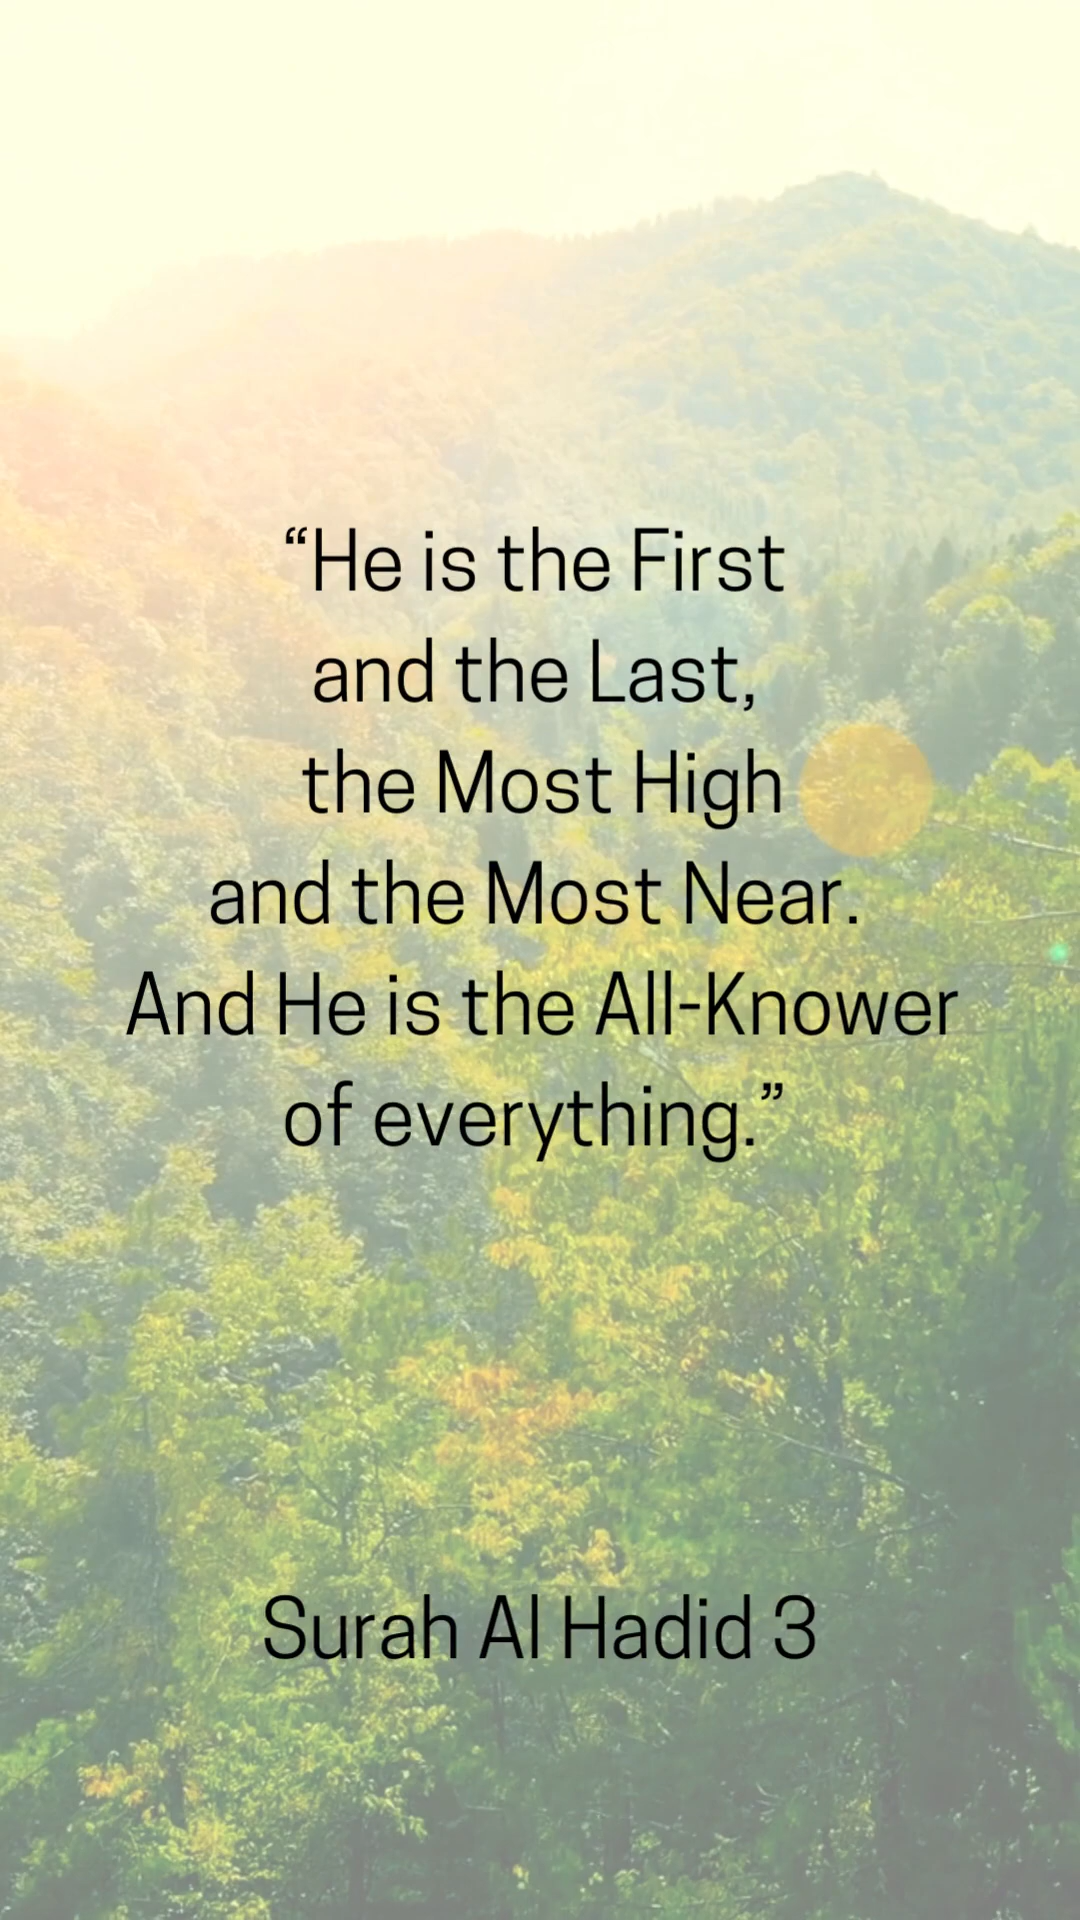 “He is the First
and the Last,
the Most High
and the Most Near.
And He is the All-Knower
of everything.”
Surah Al Hadid 3